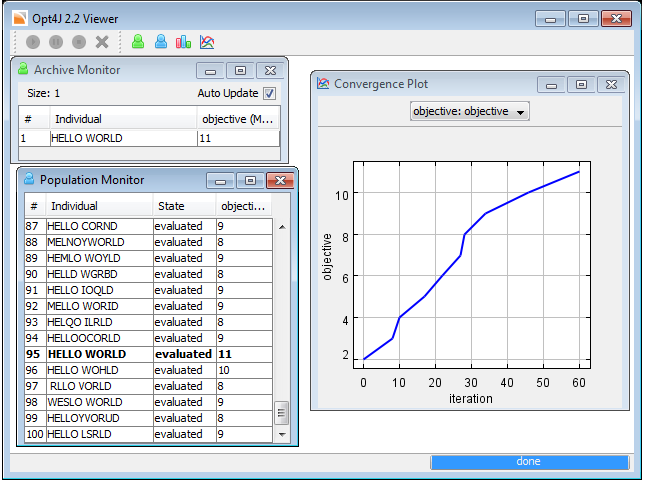 Opt4J 2.2 Viewer
Archive Monitor
Size: 1 Auto Update
# Individual objective (M...
1 HELLO WORLD 11
Population Monitor
# Individual State objecti...
87 HELLO CORND evaluated 9
88 MELNOYWORLD evaluated 8
89 HEMLO WOYLD evaluated 9
90 HELLD WGRBD evaluated 8
91 HELLO IOQLD evaluated 9
92 MELLO WORID evaluated 9
93 HELQO ILRLD evaluated 8
94 HELLOOCORLD evaluated 9
95 HELLO WORLD evaluated 11
96 HELLO WOHLD evaluated 10
97 RLLO VORLD evaluated 8
98 WESLO WORLD evaluated 9
99 HELLOYVORUD evaluated 8
100 HELLO LSRLD evaluated 9
Convergence Plot
objective: objective
objective
10
8
6
4
2
0 10 20 30 40 50 60
iteration
done